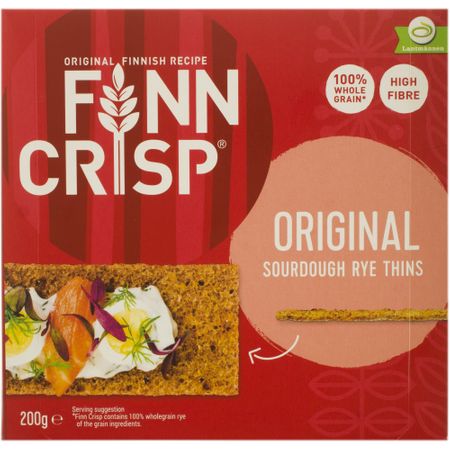 Lantmännen
ORIGINAL FINNISH RECIPE
FINN
CRISP®
100%
WHOLE
GRAIN*
HIGH
FIBRE
ORIGINAL
SOURDOUGH RYE THINS
200g ℮
Serving suggestion
*Finn Crisp contains 100% wholegrain rye
of the grain ingredients.